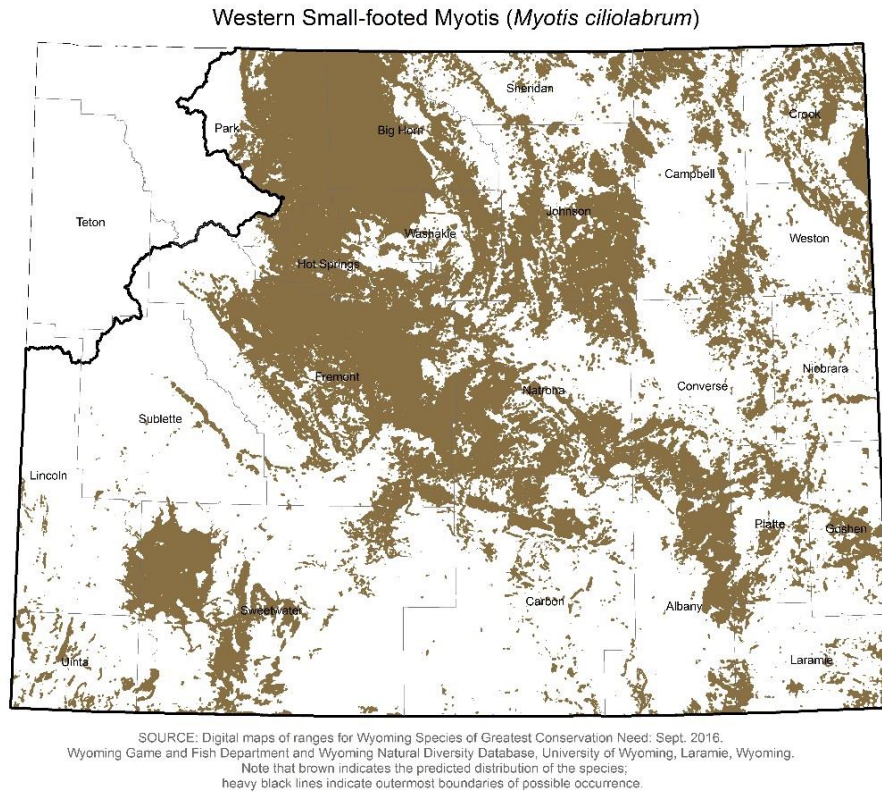 Western Small-footed Myotis (Myotis ciliolabrum)
Sheridan
Crook
Park
Big Horn
Campbell
Teton
Johnson
Washakie
Weston
Hot Springs
Fremont
Natrona
Converse
Niobrara
Sublette
Lincoln
Platte
Goshen
Sweetwater
Carbon
Albany
Uinta
Laramie
SOURCE: Digital maps of ranges for Wyoming Species of Greatest Conservation Need: Sept. 2016.
Wyoming Game and Fish Department and Wyoming Natural Diversity Database, University of Wyoming, Laramie, Wyoming.
Note that brown indicates the predicted distribution of the species;
heavy black lines indicate outermost boundaries of possible occurrence.